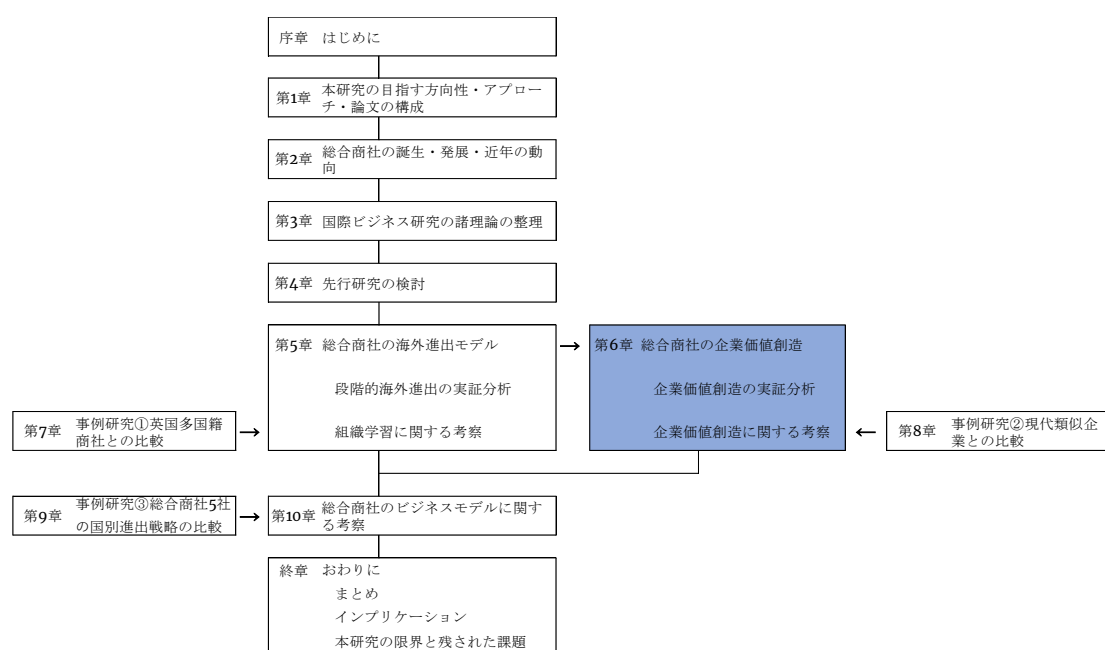 序章 はじめに
第1章 本研究の目指す方向性・アプロー
チ・論文の構成
第2章 総合商社の誕生・発展・近年の動
向
第3章 国際ビジネス研究の諸理論の整理
第4章 先行研究の検討
第5章 総合商社の海外進出モデル
段階的海外進出の実証分析
組織学習に関する考察
→
第6章 総合商社の企業価値創造
企業価値創造の実証分析
企業価値創造に関する考察
第7章 事例研究①英国多国籍
商社との比較
→
←
第8章 事例研究②現代類似企
業との比較
第9章 事例研究③総合商社5社
の国別進出戦略の比較
→
第10章 総合商社のビジネスモデルに関す
る考察
終章 おわりに
まとめ
インプリケーション
本研究の限界と残された課題